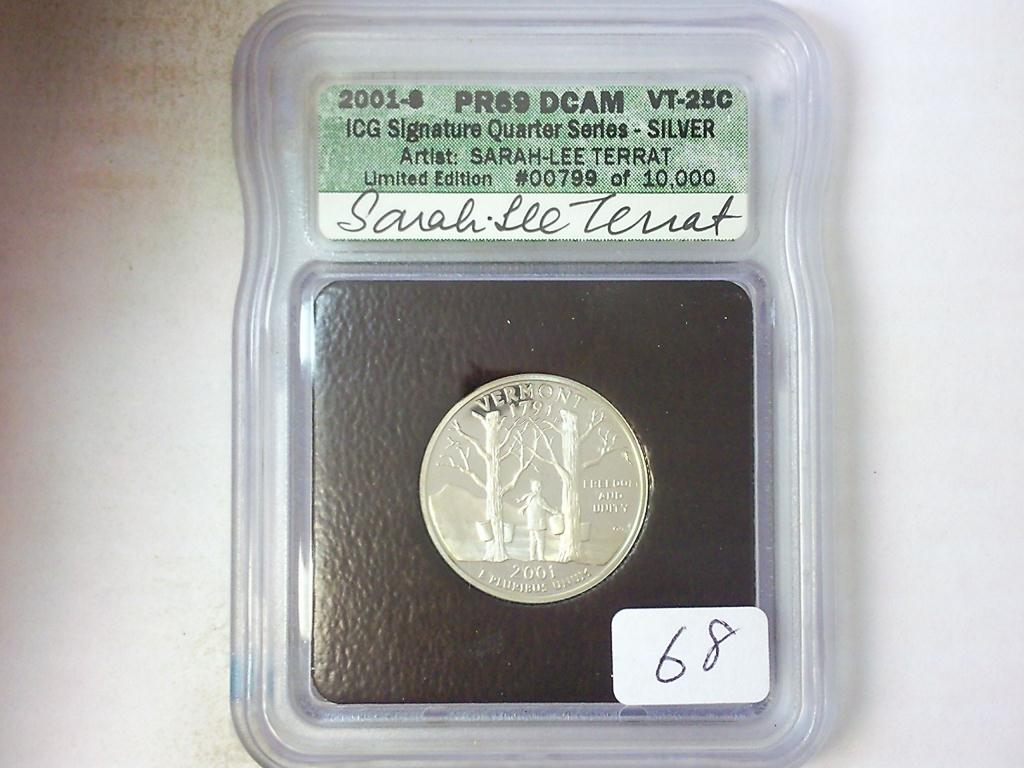 2001-S PR69 DCAM VT-25C
ICG Signature Quarter Series - SILVER
Artist: SARAH-LEE TERRAT
Limited Edition #00799 of 10,000
Sarah-Lee Terrat
VERMONT
1791
FREEDOM
AND
UNITY
2001
E PLURIBUS UNUM
68